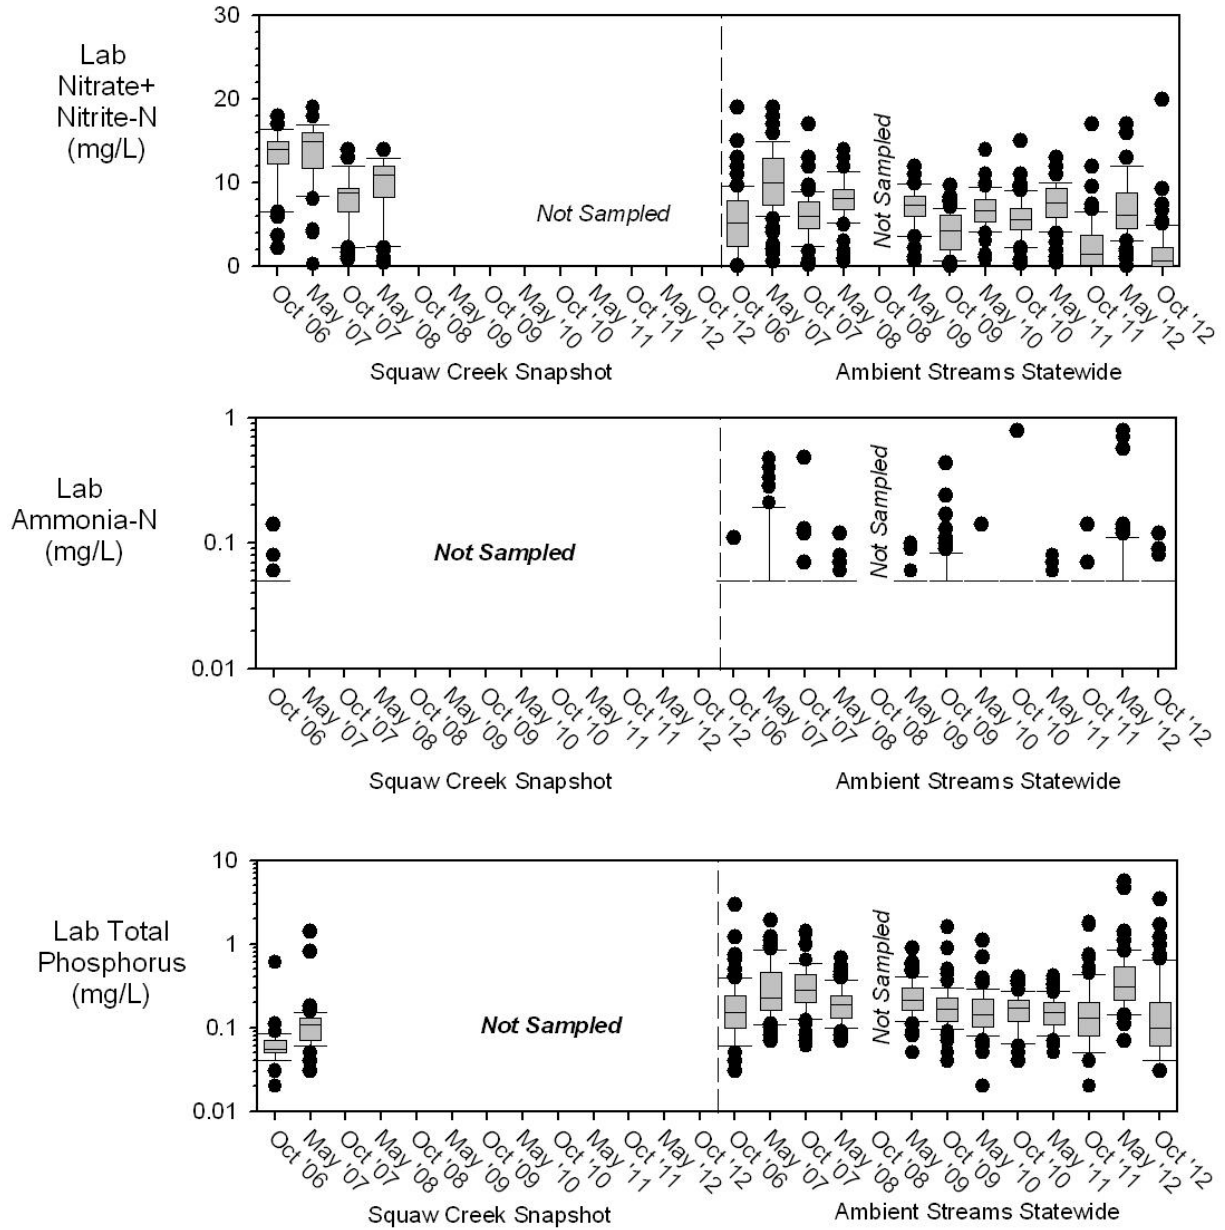 Lab
Nitrate+
Nitrite-N
(mg/L)
30
20
10
0
Not Sampled
Not Sampled
Oct '06
May '07
Oct '07
May '08
Oct '08
May '09
Oct '09
May '10
Oct '10
May '11
Oct '11
May '12
Oct '12
Oct '06
May '07
Oct '07
May '08
Oct '08
May '09
Oct '09
May '10
Oct '10
May '11
Oct '11
May '12
Oct '12
Squaw Creek Snapshot
Ambient Streams Statewide
Lab
Ammonia-N
(mg/L)
1
0.1
0.01
Not Sampled
Not Sampled
Oct '06
May '07
Oct '07
May '08
Oct '08
May '09
Oct '09
May '10
Oct '10
May '11
Oct '11
May '12
Oct '12
Oct '06
May '07
Oct '07
May '08
Oct '08
May '09
Oct '09
May '10
Oct '10
May '11
Oct '11
May '12
Oct '12
Squaw Creek Snapshot
Ambient Streams Statewide
Lab Total
Phosphorus
(mg/L)
10
1
0.1
0.01
Not Sampled
Not Sampled
Oct '06
May '07
Oct '07
May '08
Oct '08
May '09
Oct '09
May '10
Oct '10
May '11
Oct '11
May '12
Oct '12
Oct '06
May '07
Oct '07
May '08
Oct '08
May '09
Oct '09
May '10
Oct '10
May '11
Oct '11
May '12
Oct '12
Squaw Creek Snapshot
Ambient Streams Statewide